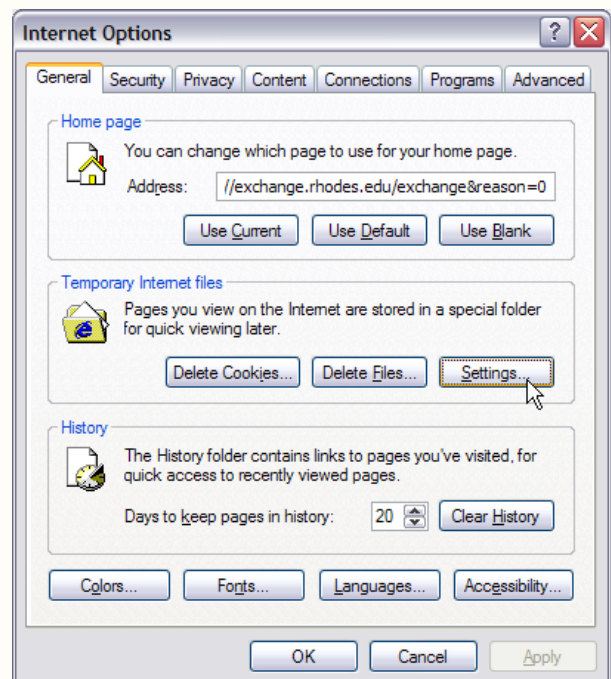 Internet Options
General Security Privacy Content Connections Programs Advanced
Home page
You can change which page to use for your home page.
Address: //exchange.rhodes.edu/exchange&reason=0
Use Current Use Default Use Blank
Temporary Internet files
Pages you view on the Internet are stored in a special folder
for quick viewing later.
Delete Cookies... Delete Files... Settings...
History
The History folder contains links to pages you've visited, for
quick access to recently viewed pages.
Days to keep pages in history: 20 Clear History
Colors... Fonts... Languages... Accessibility...
OK Cancel Apply